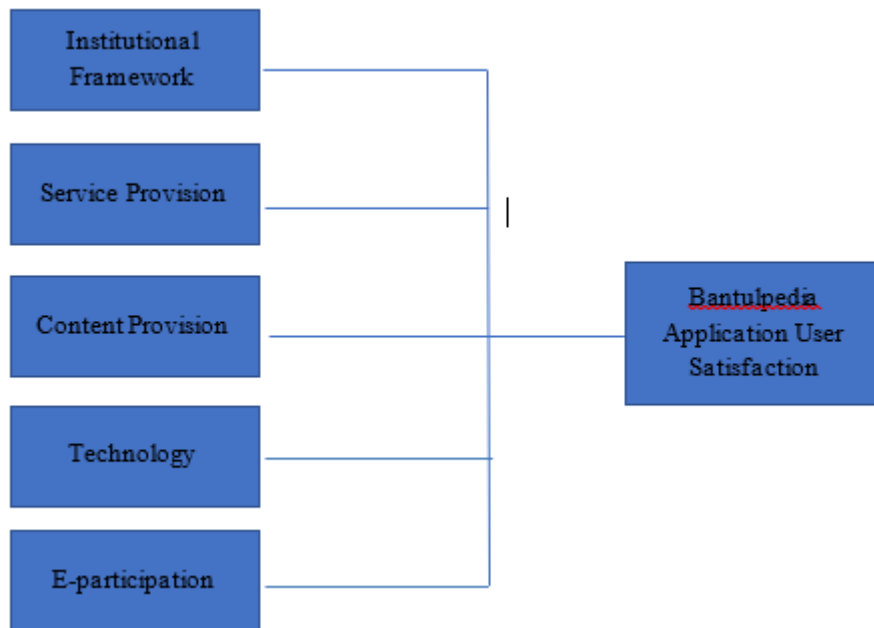 Institutional
Framework
Service Provision
Content Provision
Technology
E-participation
Bantulpedia
Application User
Satisfaction